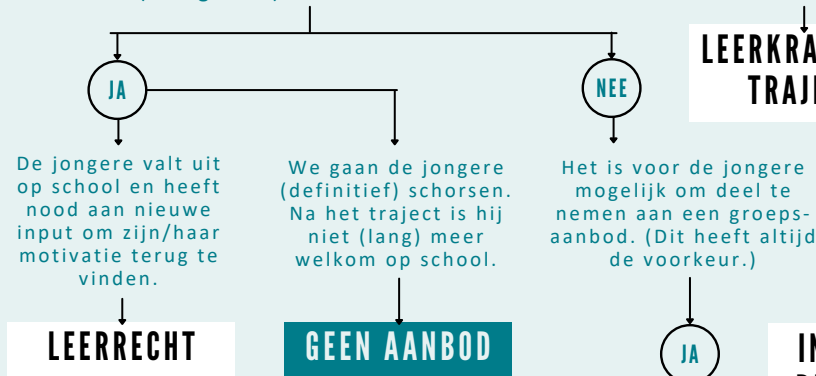 LEERKRA
TRAJ
JA
NEE
De jongere valt uit
op school en heeft
nood aan nieuwe
input om zijn/haar
motivatie terug te
vinden.
We gaan de jongere
(definitief) schorsen.
Na het traject is hij
niet (lang) meer
welkom op school.
Het is voor de jongere
mogelijk om deel te
nemen aan een groeps-
aanbod. (Dit heeft altijd
de voorkeur.)
LEERRECHT
GEEN AANBOD
JA